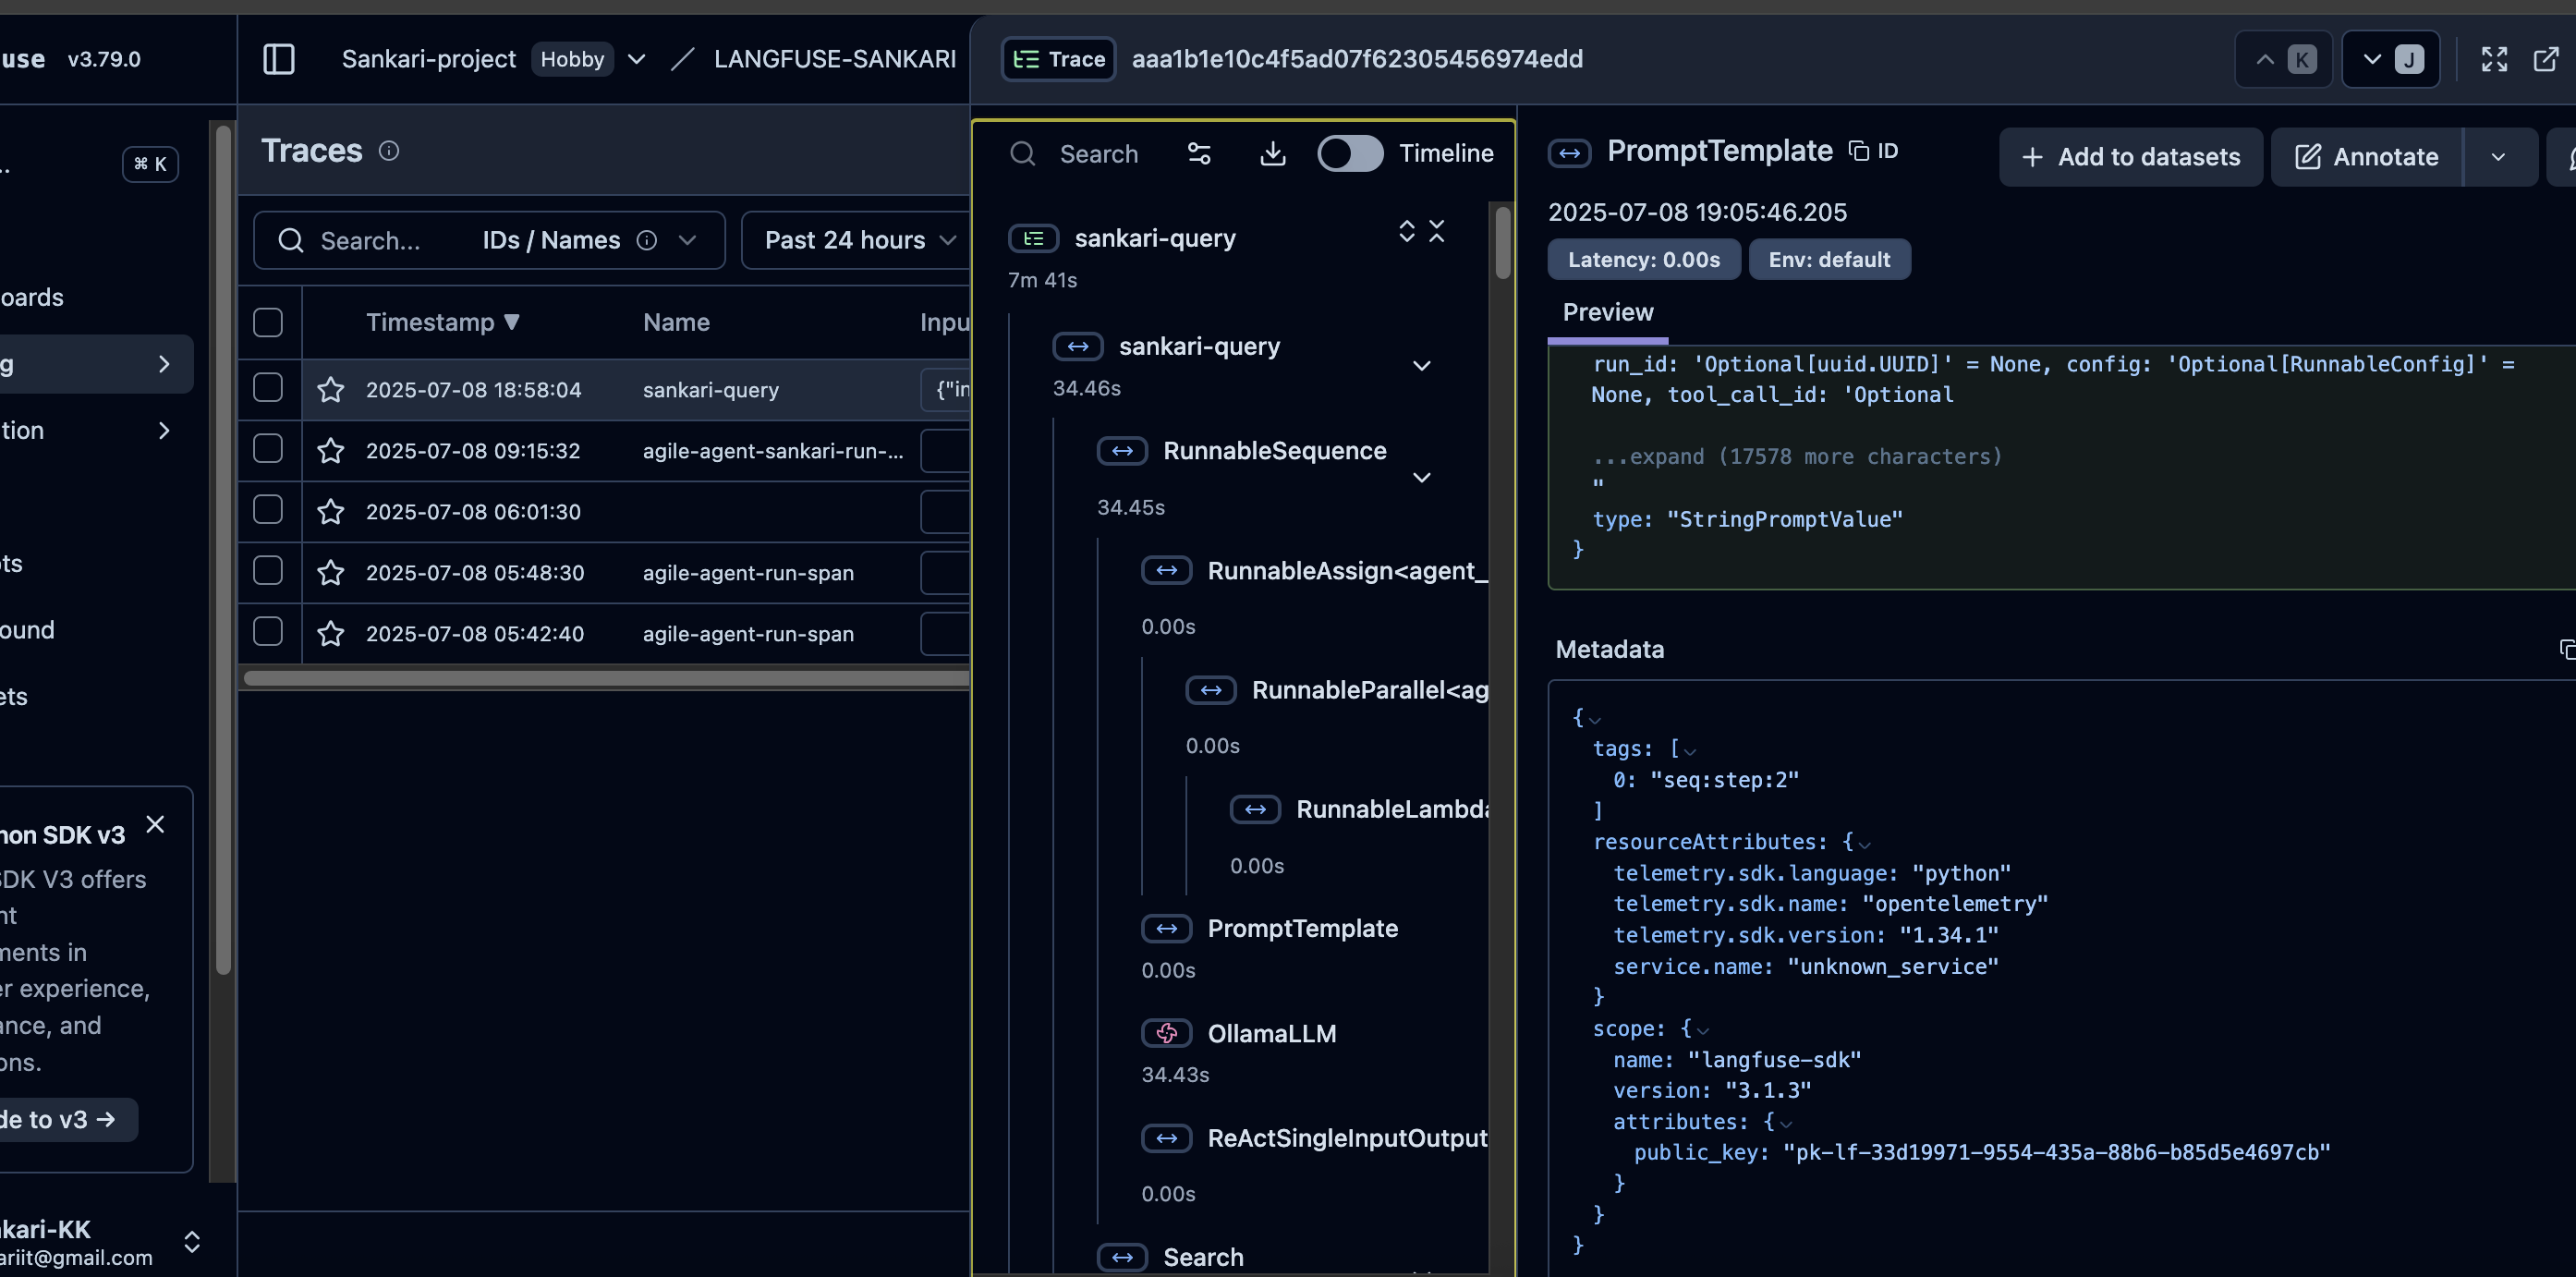 use v3.79.0
Sankari-project Hobby / LANGFUSE-SANKARI
Trace aaa1b1e10c4f5ad07f62305456974edd
K
J
..
⌘ K
oards
g
tion
ts
ound
ets
hon SDK v3
SDK V3 offers
nt
ments in
er experience,
ance, and
ons.
de to v3 →
kari-KK
ariit@gmail.com
Traces
Search... IDs / Names Past 24 hours
Timestamp ▼ Name Inpu
2025-07-08 18:58:04 sankari-query {"in
2025-07-08 09:15:32 agile-agent-sankari-run-...
2025-07-08 06:01:30
2025-07-08 05:48:30 agile-agent-run-span
2025-07-08 05:42:40 agile-agent-run-span
Search Timeline
sankari-query
7m 41s
sankari-query
34.46s
RunnableSequence
34.45s
RunnableAssign<agent_
0.00s
RunnableParallel<ag
0.00s
RunnableLambda
0.00s
PromptTemplate
0.00s
OllamaLLM
34.43s
ReActSingleInputOutput
0.00s
Search
PromptTemplate ID
+ Add to datasets Annotate
2025-07-08 19:05:46.205
Latency: 0.00s Env: default
Preview
run_id: 'Optional[uuid.UUID]' = None, config: 'Optional[RunnableConfig]' =
None, tool_call_id: 'Optional
...expand (17578 more characters)
"
type: "StringPromptValue"
}
Metadata
{
tags: [
0: "seq:step:2"
]
resourceAttributes: {
telemetry.sdk.language: "python"
telemetry.sdk.name: "opentelemetry"
telemetry.sdk.version: "1.34.1"
service.name: "unknown_service"
}
scope: {
name: "langfuse-sdk"
version: "3.1.3"
attributes: {
public_key: "pk-lf-33d19971-9554-435a-88b6-b85d5e4697cb"
}
}
}